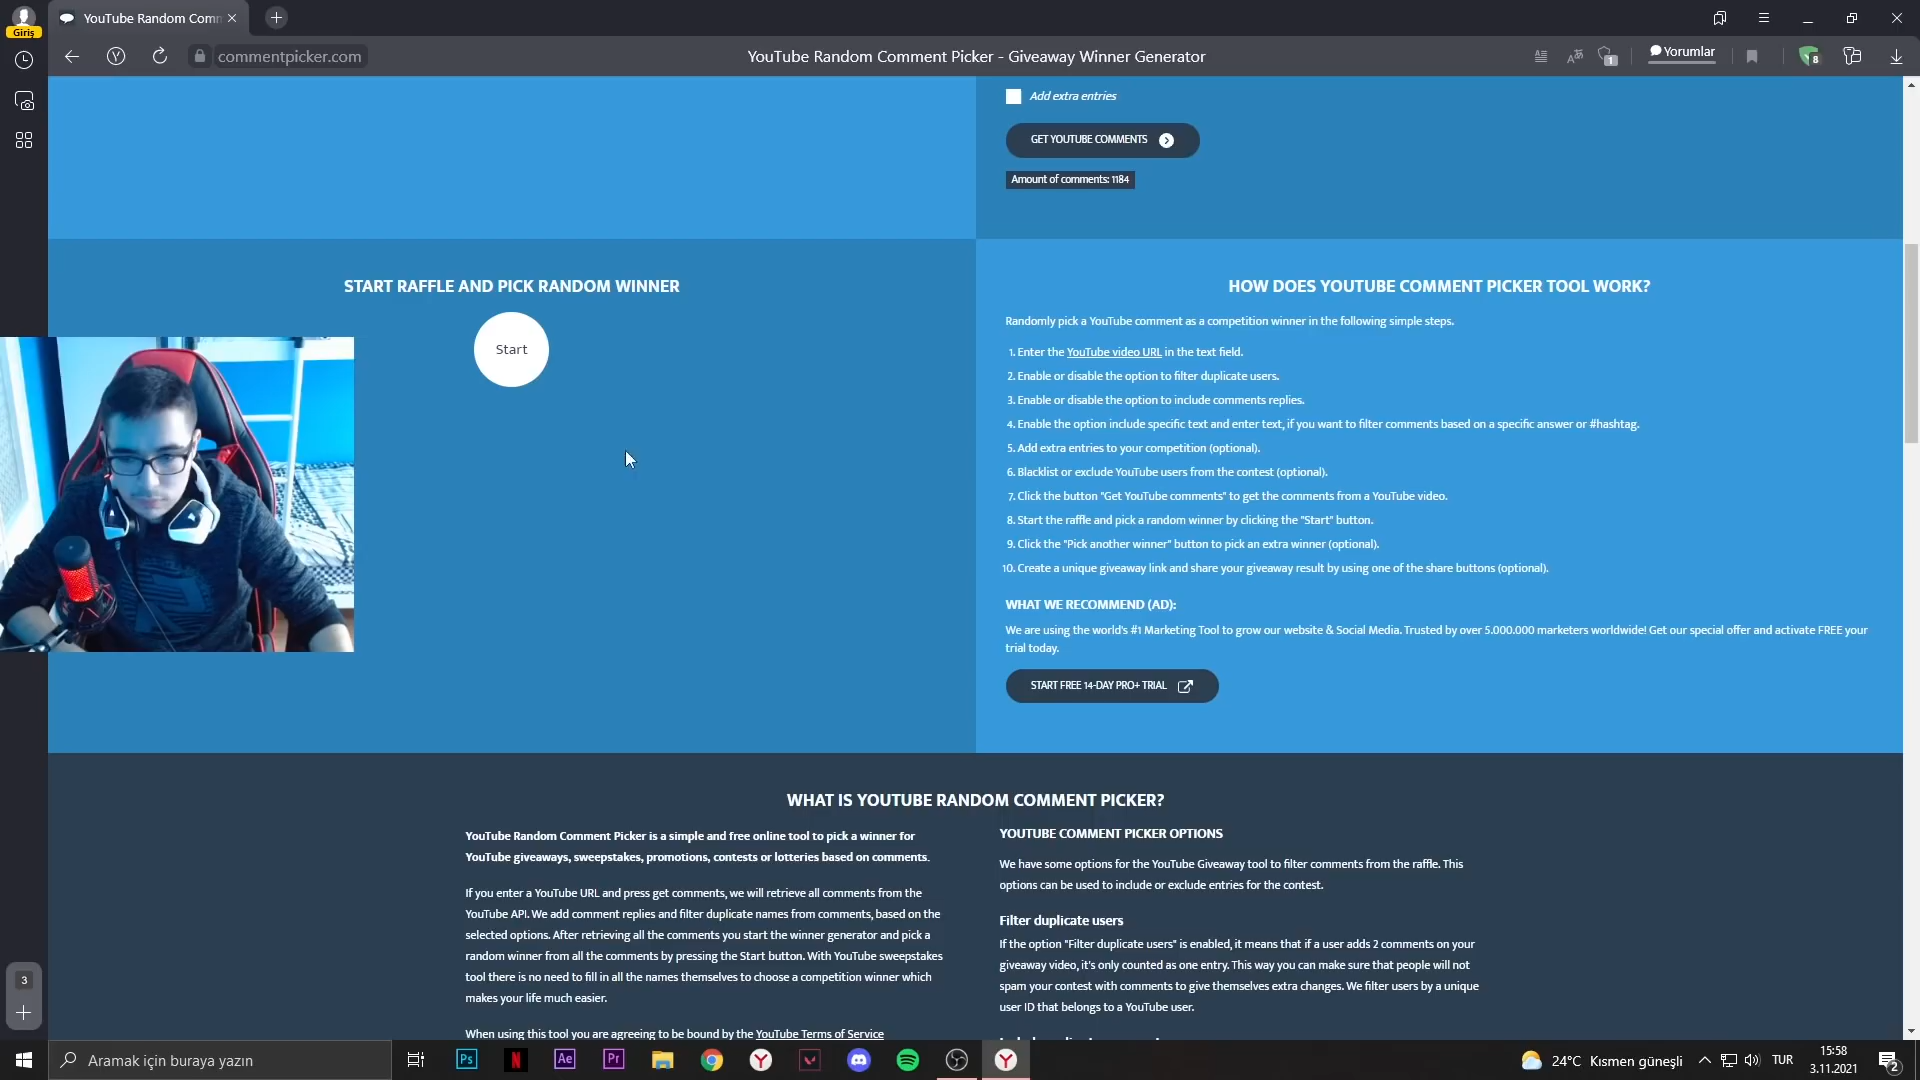 Giriş
YouTube Random Com
commentpicker.com
YouTube Random Comment Picker - Giveaway Winner Generator
1
Yorumlar
8
Add extra entries
GET YOUTUBE COMMENTS
Amount of comments: 1184
START RAFFLE AND PICK RANDOM WINNER
Start
HOW DOES YOUTUBE COMMENT PICKER TOOL WORK?
Randomly pick a YouTube comment as a competition winner in the following simple steps.
1. Enter the YouTube video URL in the text field.
2. Enable or disable the option to filter duplicate users.
3. Enable or disable the option to include comments replies.
4. Enable the option include specific text and enter text, if you want to filter comments based on a specific answer or #hashtag.
5. Add extra entries to your competition (optional).
6. Blacklist or exclude YouTube users from the contest (optional).
7. Click the button "Get YouTube comments" to get the comments from a YouTube video.
8. Start the raffle and pick a random winner by clicking the "Start" button.
9. Click the "Pick another winner" button to pick an extra winner (optional).
10. Create a unique giveaway link and share your giveaway result by using one of the share buttons (optional).
WHAT WE RECOMMEND (AD):
We are using the world's #1 Marketing Tool to grow our website & Social Media. Trusted by over 5.000.000 marketers worldwide! Get our special offer and activate FREE your
trial today.
START FREE 14-DAY PRO+ TRIAL
WHAT IS YOUTUBE RANDOM COMMENT PICKER?
YouTube Random Comment Picker is a simple and free online tool to pick a winner for
YouTube giveaways, sweepstakes, promotions, contests or lotteries based on comments.
If you enter a YouTube URL and press get comments, we will retrieve all comments from the
YouTube API. We add comment replies and filter duplicate names from comments, based on the
selected options. After retrieving all the comments you start the winner generator and pick a
random winner from all the comments by pressing the Start button. With YouTube sweepstakes
tool there is no need to fill in all the names themselves to choose a competition winner which
makes your life much easier.
When using this tool you are agreeing to be bound by the YouTube Terms of Service
YOUTUBE COMMENT PICKER OPTIONS
We have some options for the YouTube Giveaway tool to filter comments from the raffle. This
options can be used to include or exclude entries for the contest.
Filter duplicate users
If the option "Filter duplicate users" is enabled, it means that if a user adds 2 comments on your
giveaway video, it's only counted as one entry. This way you can make sure that people will not
spam your contest with comments to give themselves extra changes. We filter users by a unique
user ID that belongs to a YouTube user.
3
Aramak için buraya yazın
Ps
N
Ae
Pr
Y
Y
24°C Kısmen güneşli
TUR
15:58
3.11.2021
2